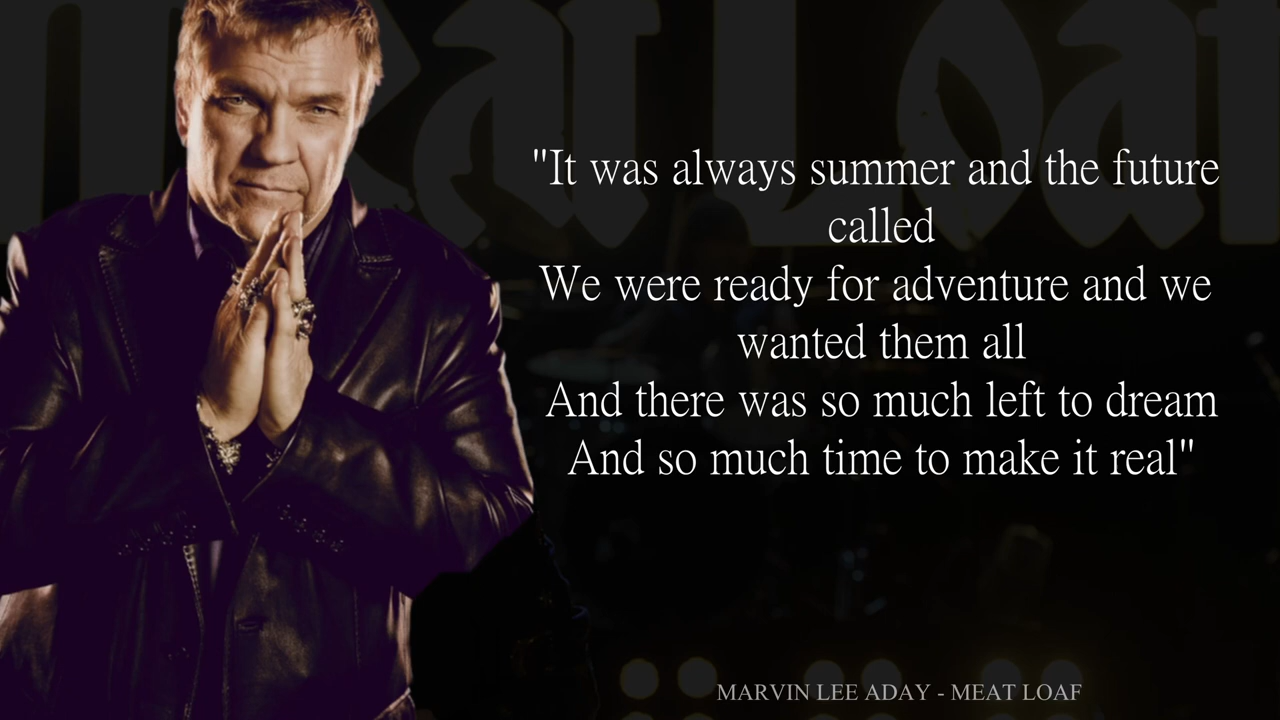 Meat Loaf
"It was always summer and the future
called
We were ready for adventure and we
wanted them all
And there was so much left to dream
And so much time to make it real"
MARVIN LEE ADAY - MEAT LOAF